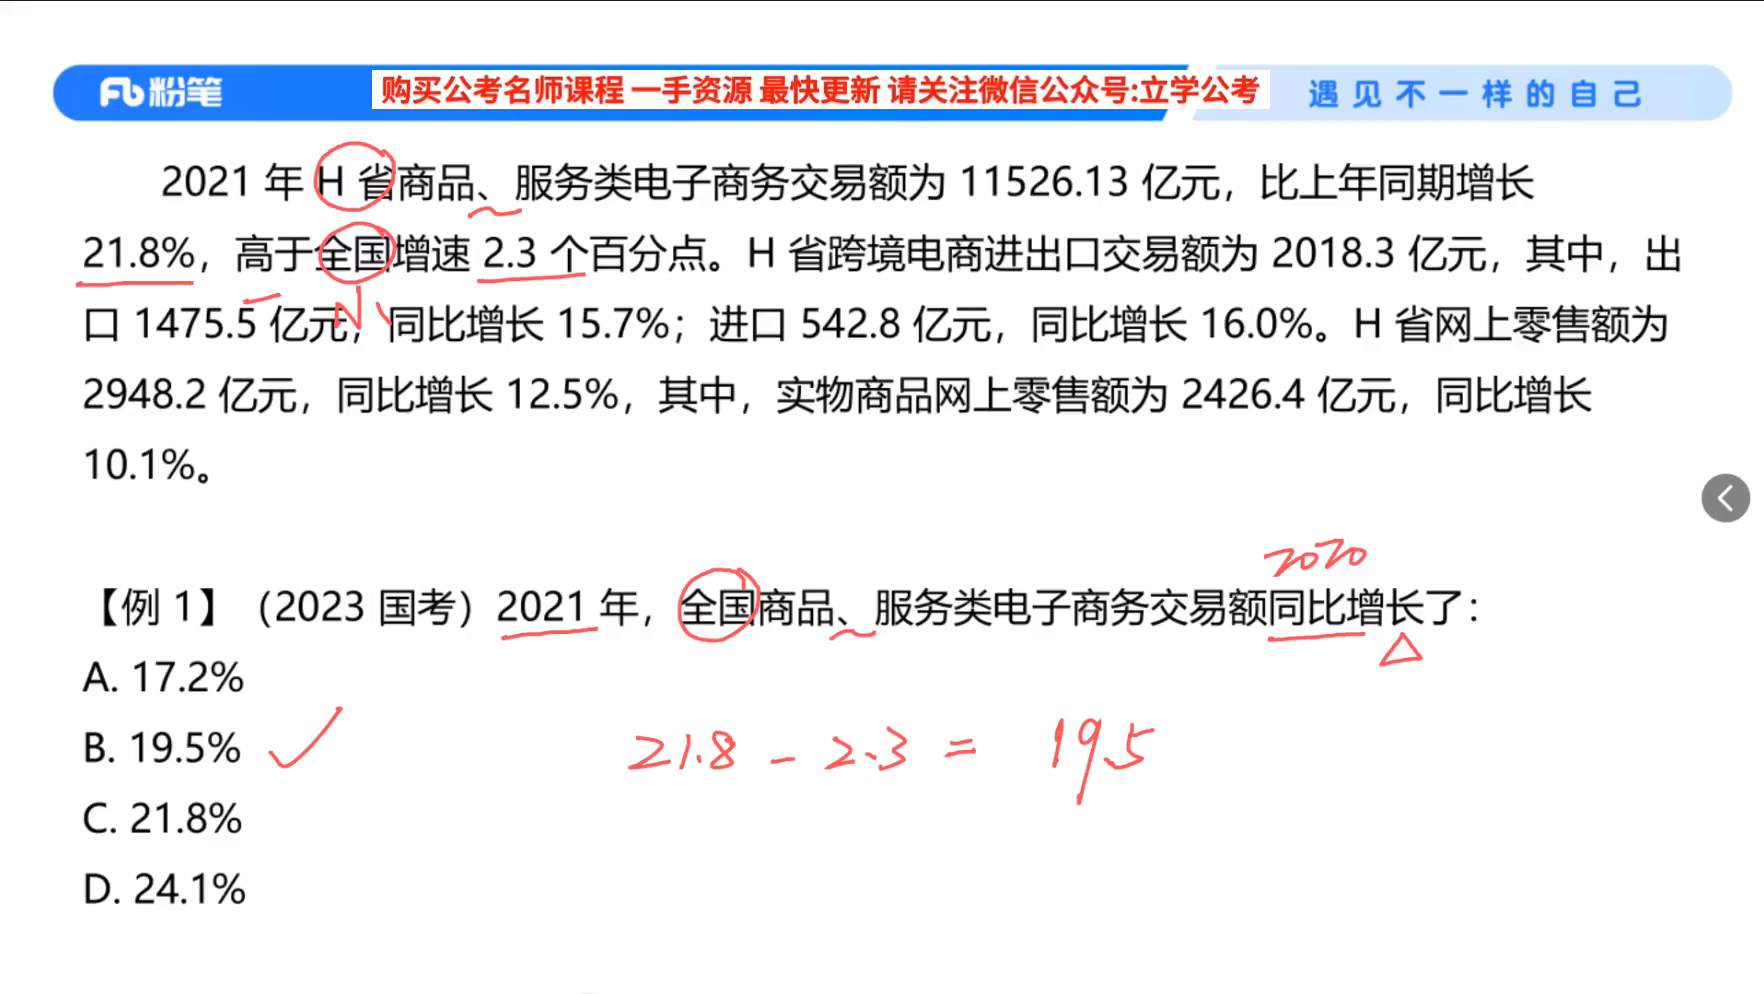 粉笔
购买公考名师课程 一手资源 最快更新 请关注微信公众号:立学公考
遇见不一样的自己
2021 年 H 省商品、服务类电子商务交易额为 11526.13 亿元，比上年同期增长
21.8%，高于全国增速 2.3 个百分点。H 省跨境电商进出口交易额为 2018.3 亿元，其中，出
口 1475.5 亿元，同比增长 15.7%；进口 542.8 亿元，同比增长 16.0%。H 省网上零售额为
2948.2 亿元，同比增长 12.5%，其中，实物商品网上零售额为 2426.4 亿元，同比增长
10.1%。
2020
【例 1】（2023 国考）2021 年，全国商品、服务类电子商务交易额同比增长了：
A. 17.2%
B. 19.5%
21.8 - 2.3 = 19.5
C. 21.8%
D. 24.1%